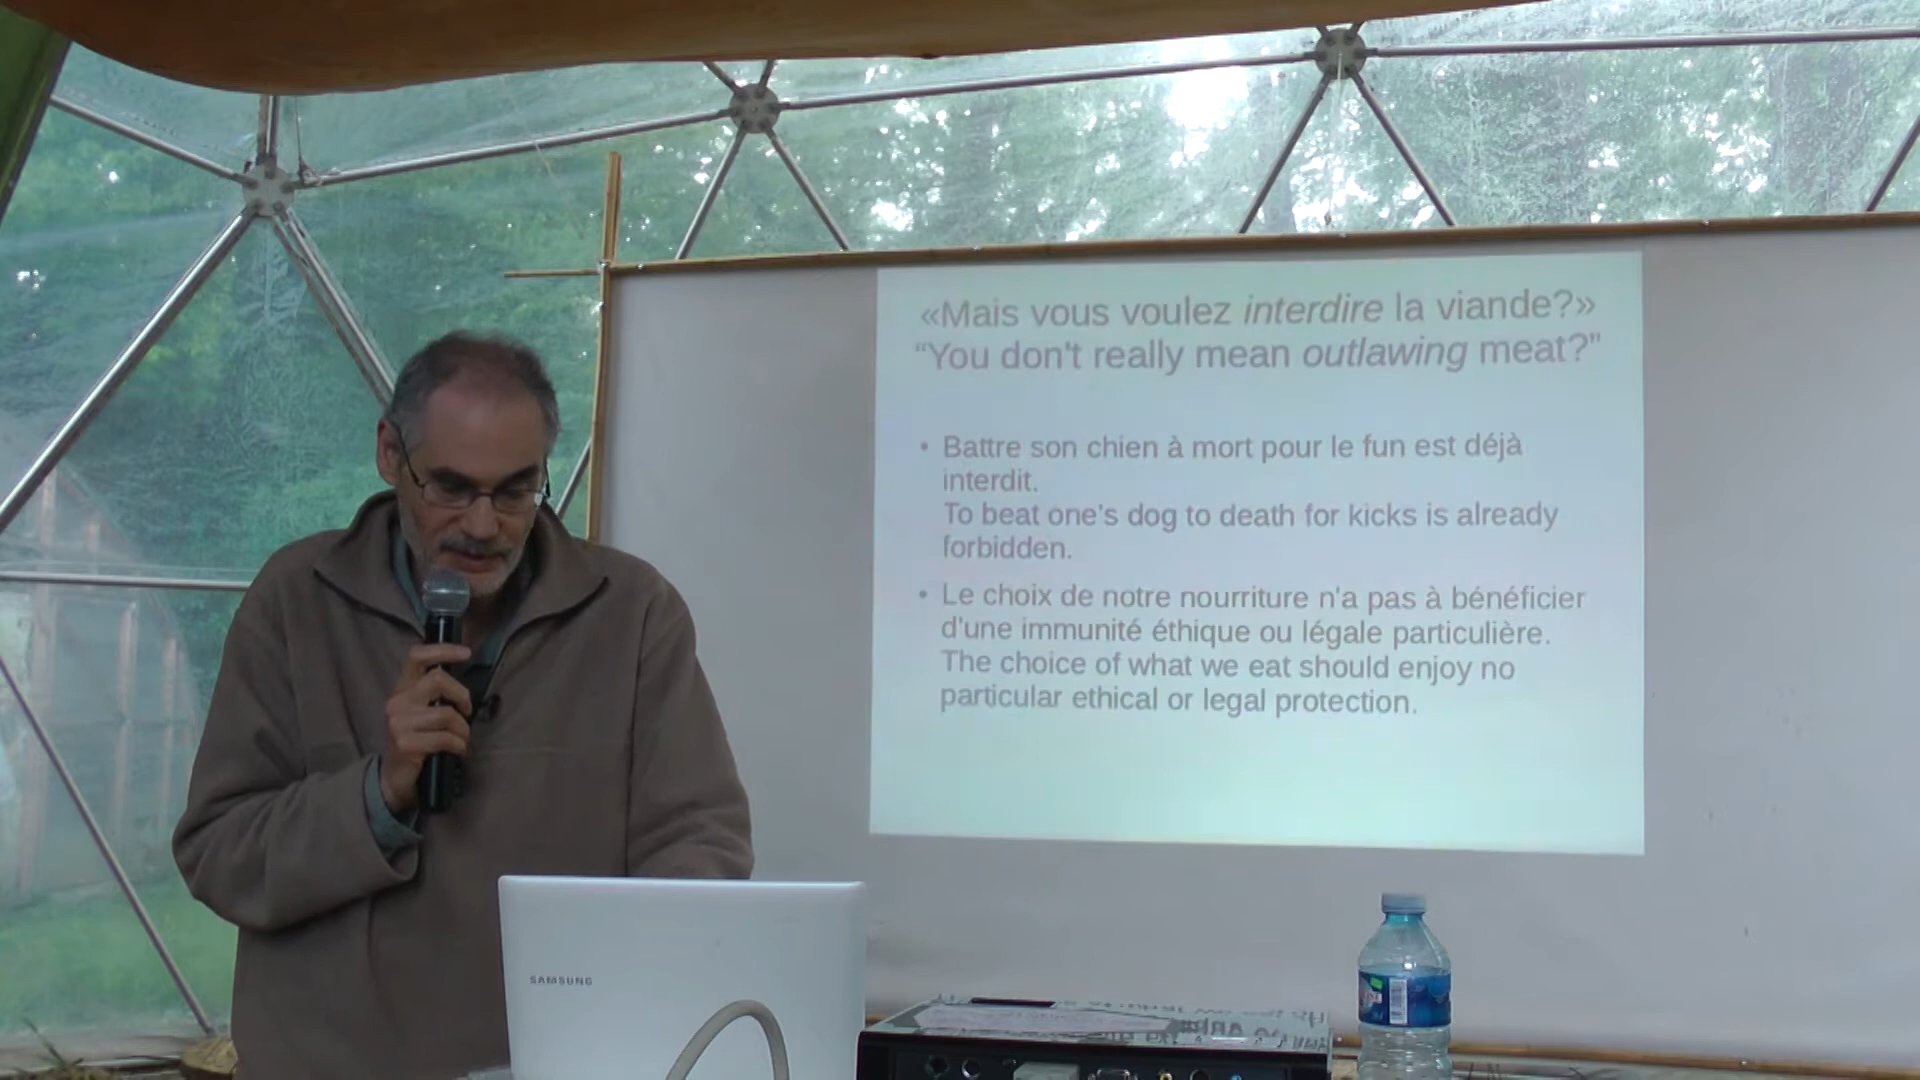 «Mais vous voulez interdire la viande?»
“You don't really mean outlawing meat?”
• Battre son chien à mort pour le fun est déjà
interdit.
To beat one's dog to death for kicks is already
forbidden.
• Le choix de notre nourriture n'a pas à bénéficier
d'une immunité éthique ou légale particulière.
The choice of what we eat should enjoy no
particular ethical or legal protection.
SAMSUNG